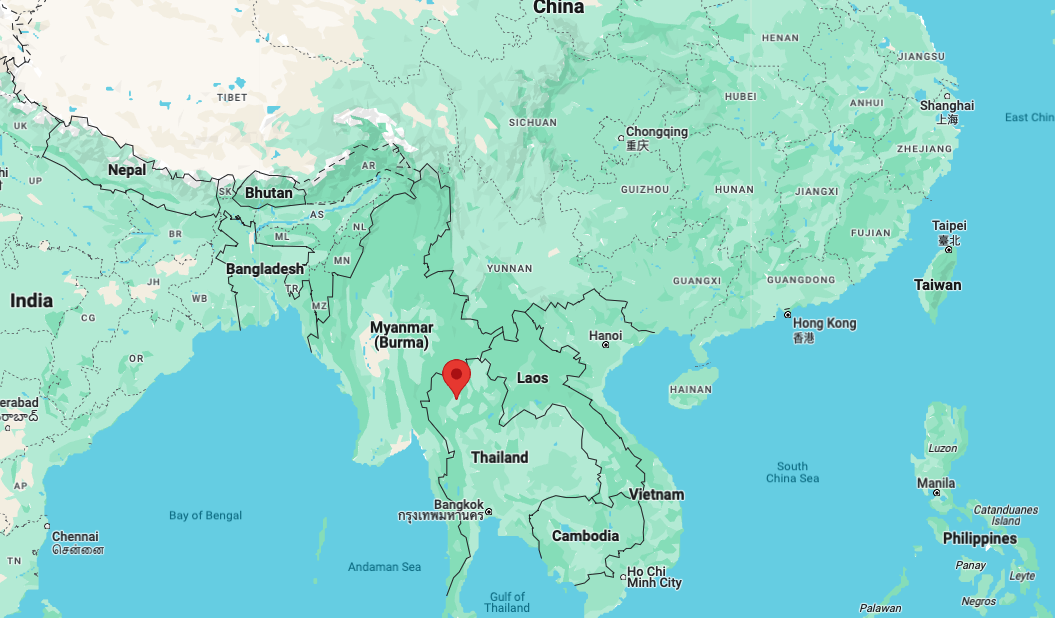 China
HENAN
JIANGSU
TIBET
HUBEI
ANHUI
Shanghai
上海
East Chin
SICHUAN
Chongqing
重庆
UK
ZHEJIANG
Nepal
AR
hi
UP
SK
Bhutan
GUIZHOU
HUNAN
JIANGXI
AS
NL
BR
ML
FUJIAN
Taipei
臺北
MN
Bangladesh
YUNNAN
JH
GUANGXI
GUANGDONG
Taiwan
TR
India
WB
MZ
CG
Myanmar
(Burma)
Hanoi
Hong Kong
香港
OR
Laos
HAINAN
erabad
Luzon
Thailand
South
China Sea
AP
Manila
Vietnam
Bangkok
กรุงเทพมหานคร
Catanduanes
Island
Bay of Bengal
Chennai
சென்னை
Cambodia
Philippines
TN
Andaman Sea
Ho Chi
Minh City
Panay
Leyte
Gulf of
Thailand
Negros
Palawan